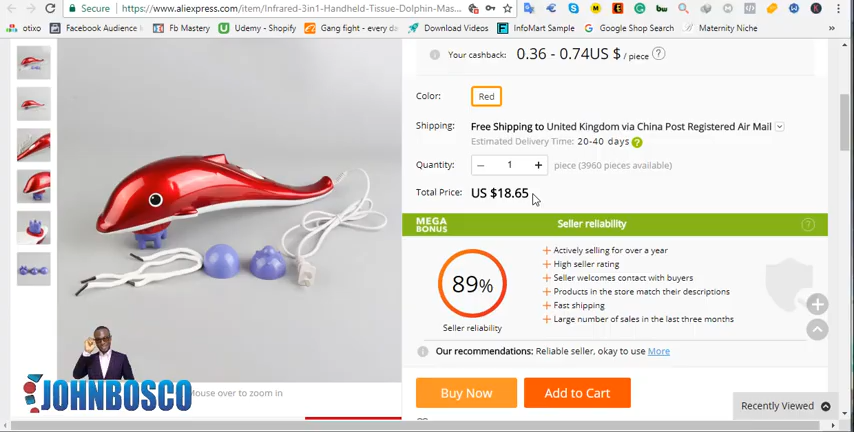 Secure
https://www.aliexpress.com/item/Infrared-3in1-Handheld-Tissue-Dolphin-Mas...
otixo
Facebook Audience
Fb Mastery
Udemy - Shopify
Gang fight - every da
InfoMart Sample
Google Shop Search
Maternity Niche
Your cashback: 0.36 - 0.74US $ / piece ?
Color: Red
Shipping: Free Shipping to United Kingdom via China Post Registered Air Mail
Estimated Delivery Time: 20-40 days ?
Quantity: – 1 + piece (3960 pieces available)
Total Price: US $18.65
MEGA
BONUS
Seller reliability ?
89%
Seller reliability
+ Actively selling for over a year
+ High seller rating
+ Seller welcomes contact with buyers
+ Products in the store match their descriptions
+ Fast shipping
+ Large number of sales in the last three months
Our recommendations: Reliable seller, okay to use More
Buy Now
Add to Cart
Mouse over to zoom in
JOHNBOSCO
Recently Viewed